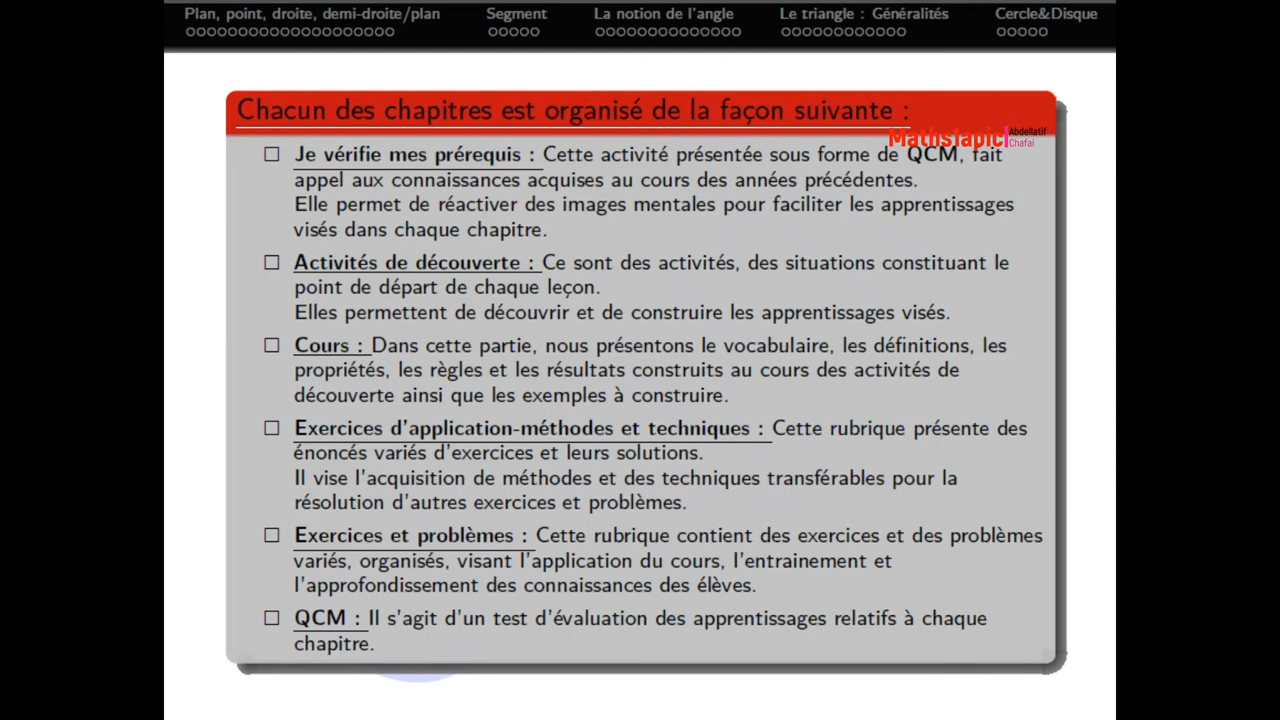 Plan, point, droite, demi-droite/plan Segment La notion de l'angle Le triangle : Généralités Cercle&Disque
Chacun des chapitres est organisé de la façon suivante :
Maths1apic Abdellatif Chafai
Je vérifie mes prérequis : Cette activité présentée sous forme de QCM, fait
appel aux connaissances acquises au cours des années précédentes.
Elle permet de réactiver des images mentales pour faciliter les apprentissages
visés dans chaque chapitre.
Activités de découverte : Ce sont des activités, des situations constituant le
point de départ de chaque leçon.
Elles permettent de découvrir et de construire les apprentissages visés.
Cours : Dans cette partie, nous présentons le vocabulaire, les définitions, les
propriétés, les règles et les résultats construits au cours des activités de
découverte ainsi que les exemples à construire.
Exercices d'application-méthodes et techniques : Cette rubrique présente des
énoncés variés d'exercices et leurs solutions.
Il vise l'acquisition de méthodes et des techniques transférables pour la
résolution d'autres exercices et problèmes.
Exercices et problèmes : Cette rubrique contient des exercices et des problèmes
variés, organisés, visant l'application du cours, l'entrainement et
l'approfondissement des connaissances des élèves.
QCM : Il s'agit d'un test d'évaluation des apprentissages relatifs à chaque
chapitre.